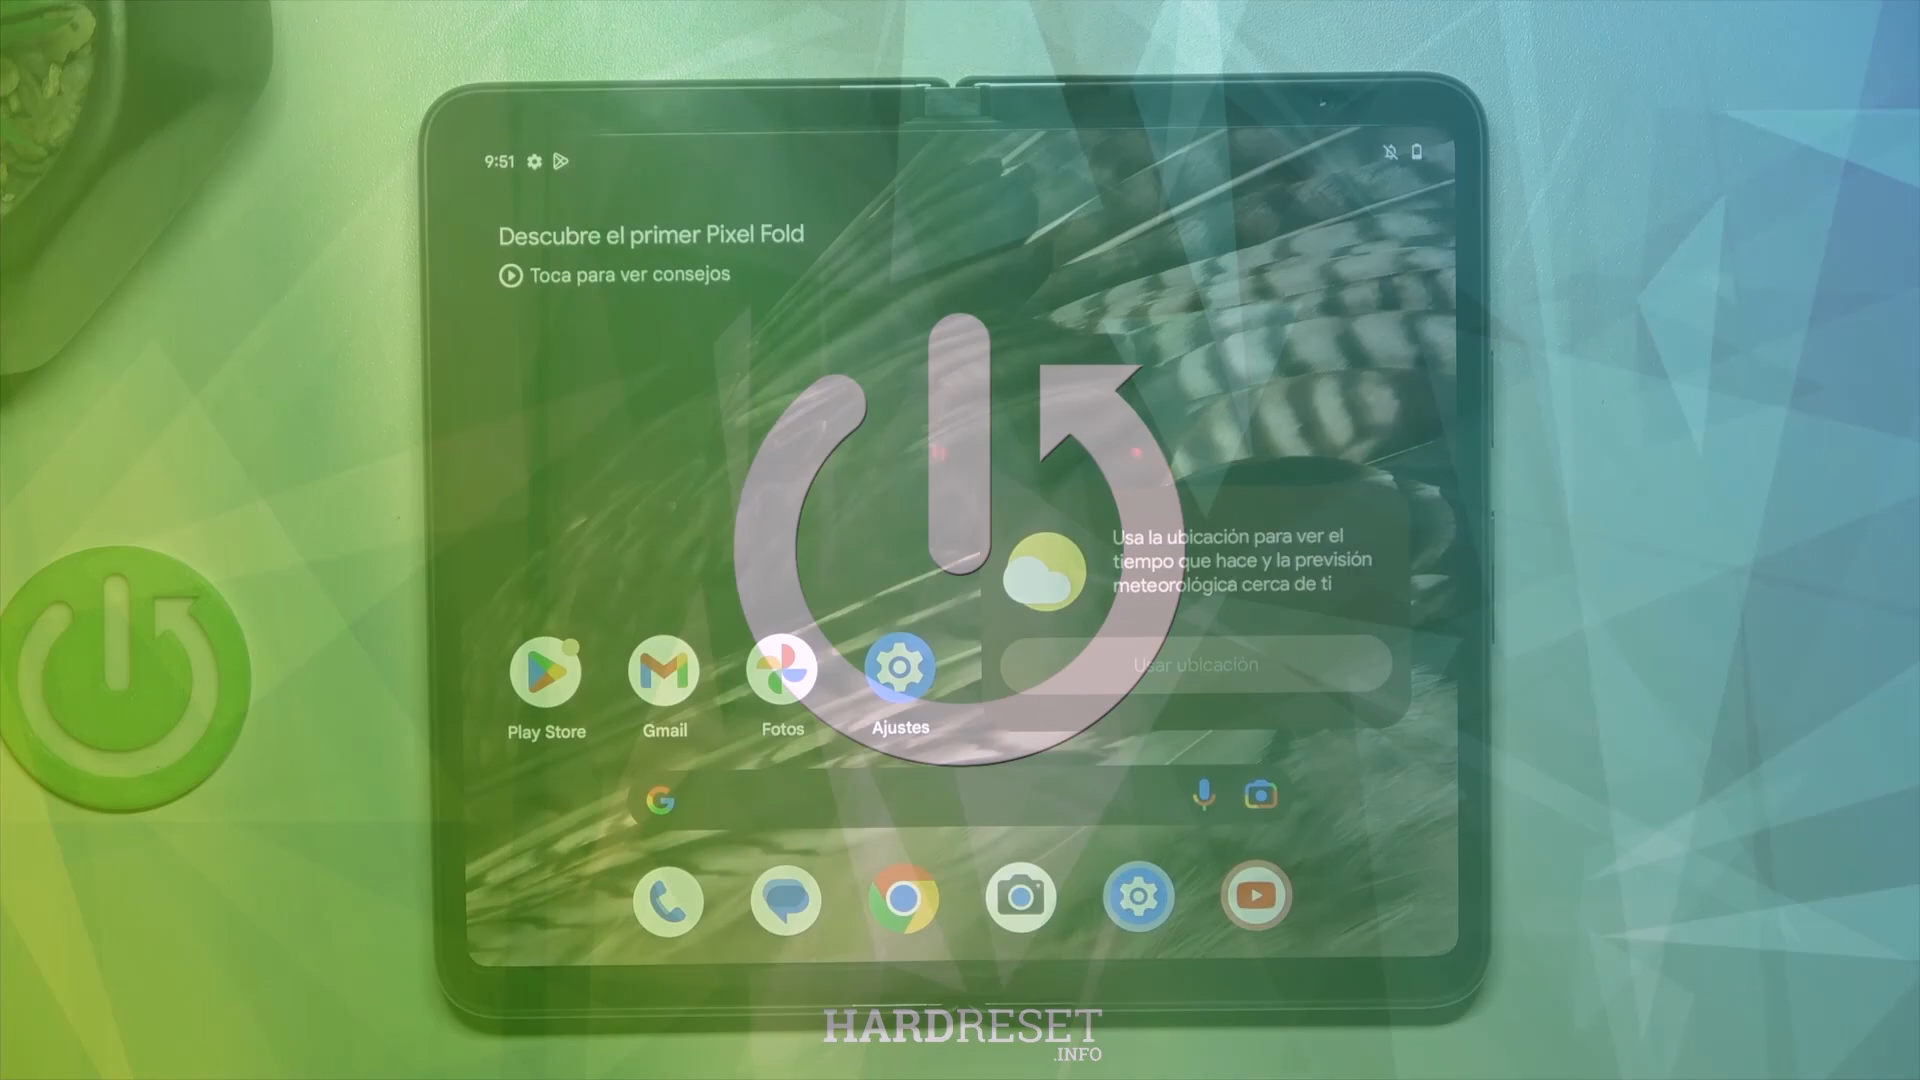 9:51
Descubre el primer Pixel Fold
Toca para ver consejos
Usa la ubicación para ver el
tiempo que hace y la previsión
meteorológica cerca de ti
Usar ubicación
Play Store
Gmail
Fotos
Ajustes
HARDRESET
.INFO